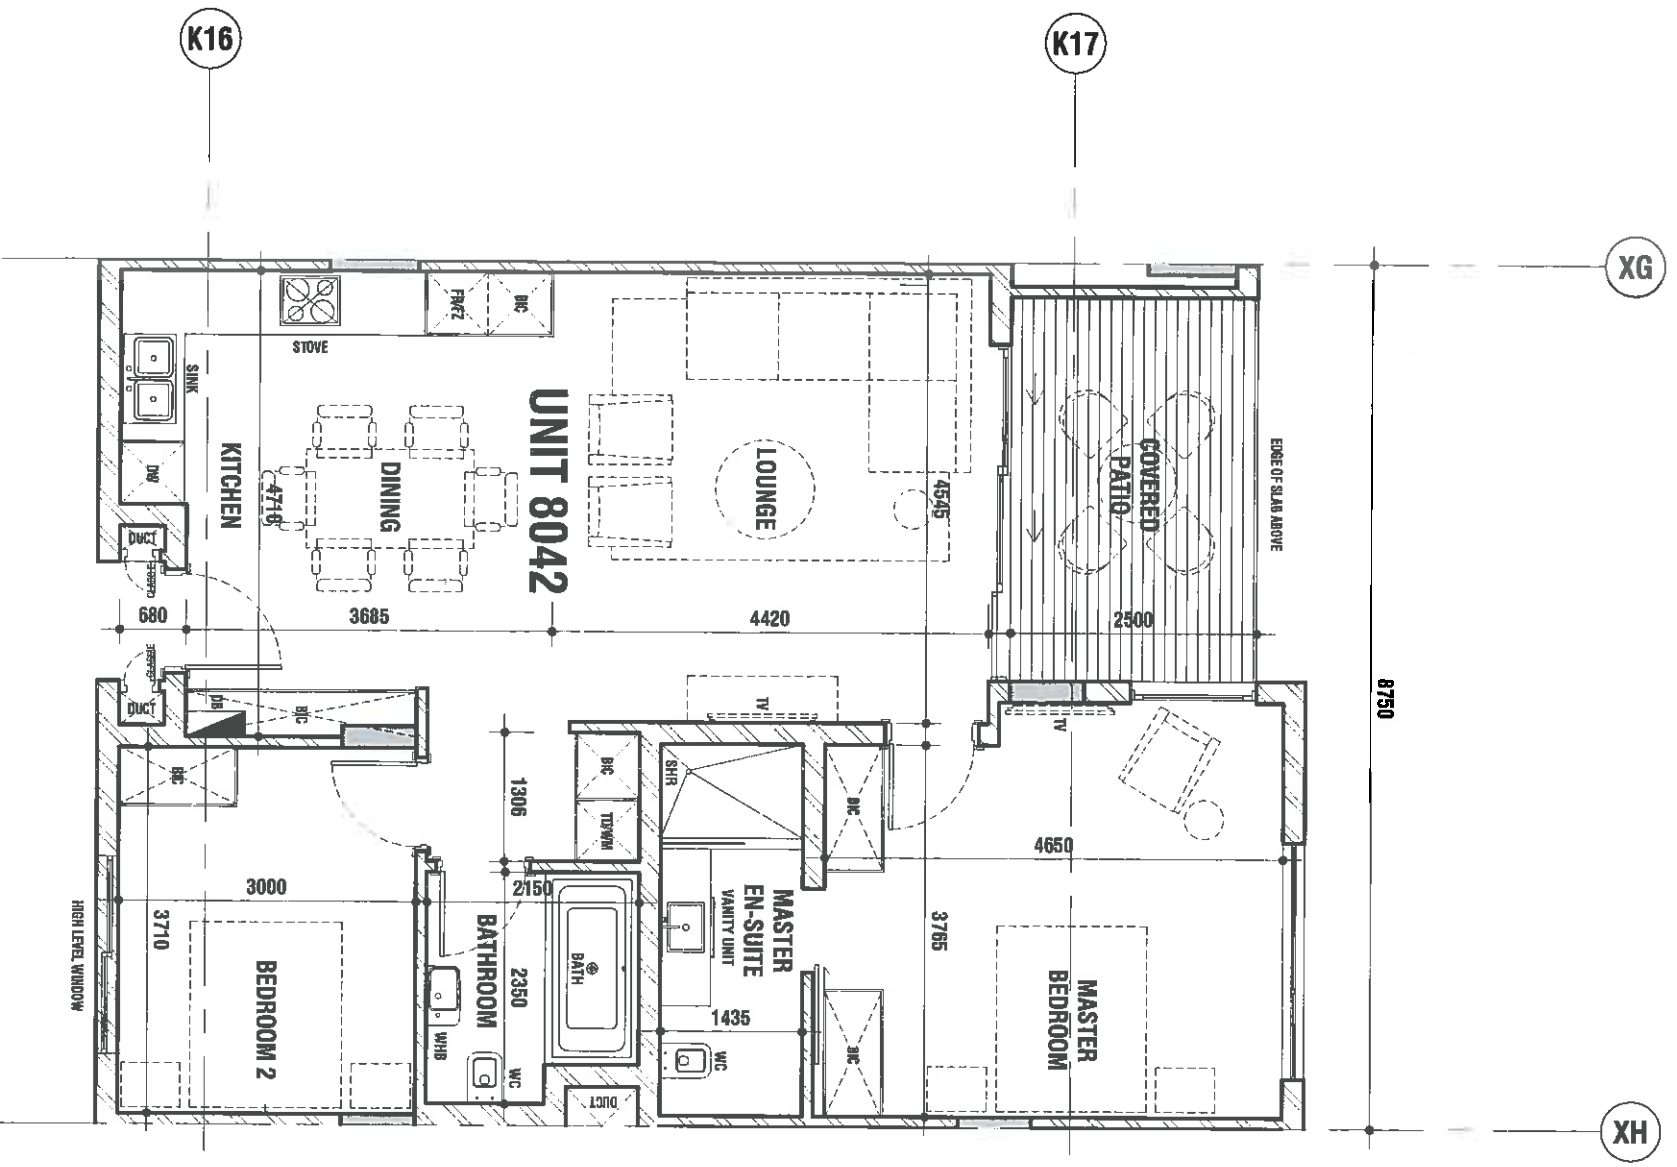 K16
K17
XG
XH
STOVE
FR/FZ
BIC
SINK
DW
KITCHEN
4710
DINING
UNIT 8042
LOUNGE
4545
COVERED
PATIO
EDGE OF SLAB ABOVE
DUCT
680
3685
4420
2500
8750
DUCT
DB
BIC
TV
TV
BIC
BIC
TD/WM
SHR
BIC
1306
4650
3000
2150
3710
HIGH LEVEL WINDOW
BEDROOM 2
BATHROOM
2350
BATH
WHB
WC
DUCT
MASTER
EN-SUITE
VANITY UNIT
1435
WC
3765
MASTER
BEDROOM
BIC